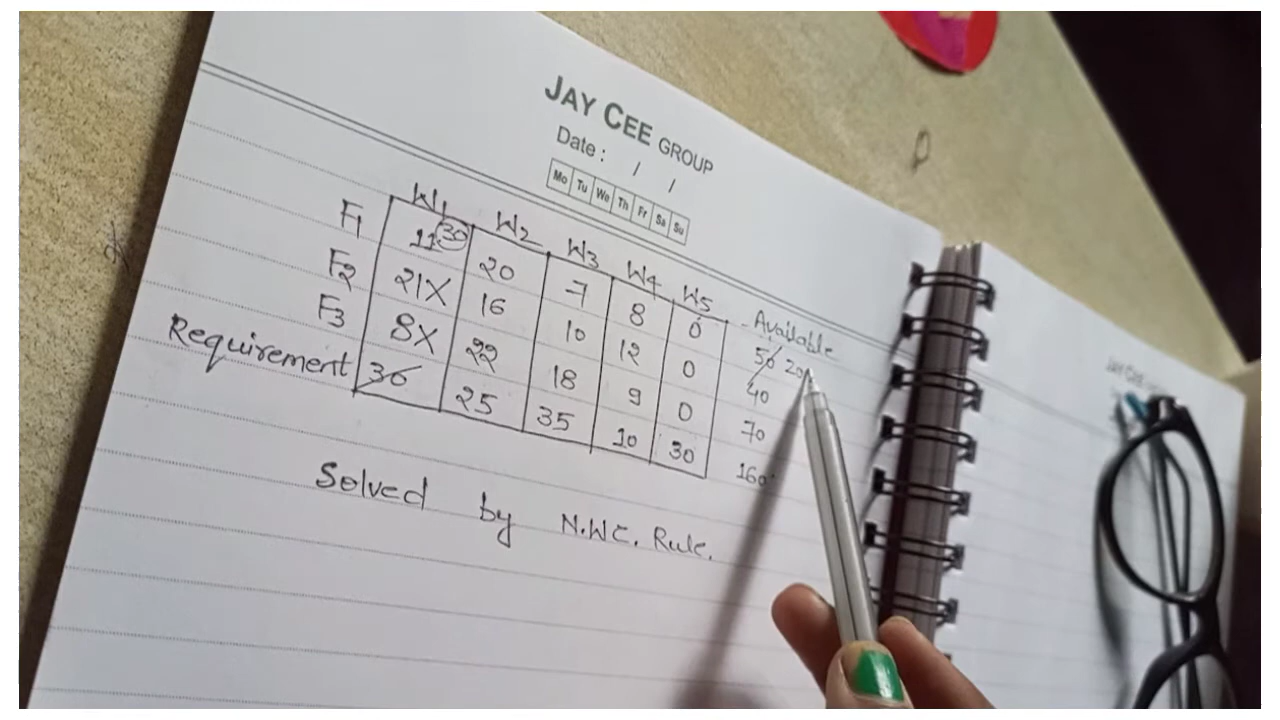 JAY CEE GROUP
Date : / /
Mo Tu We Th Fr Sa Su
W1 W2 W3 W4 W5 Available
F1 11 30 20 7 8 0 50 20
F2 21X 16 10 12 0 40
F3 8X 22 18 9 0 70
Requirement 30 25 35 10 30 160
Solved by N.W.C. Rule.
JAY CEE